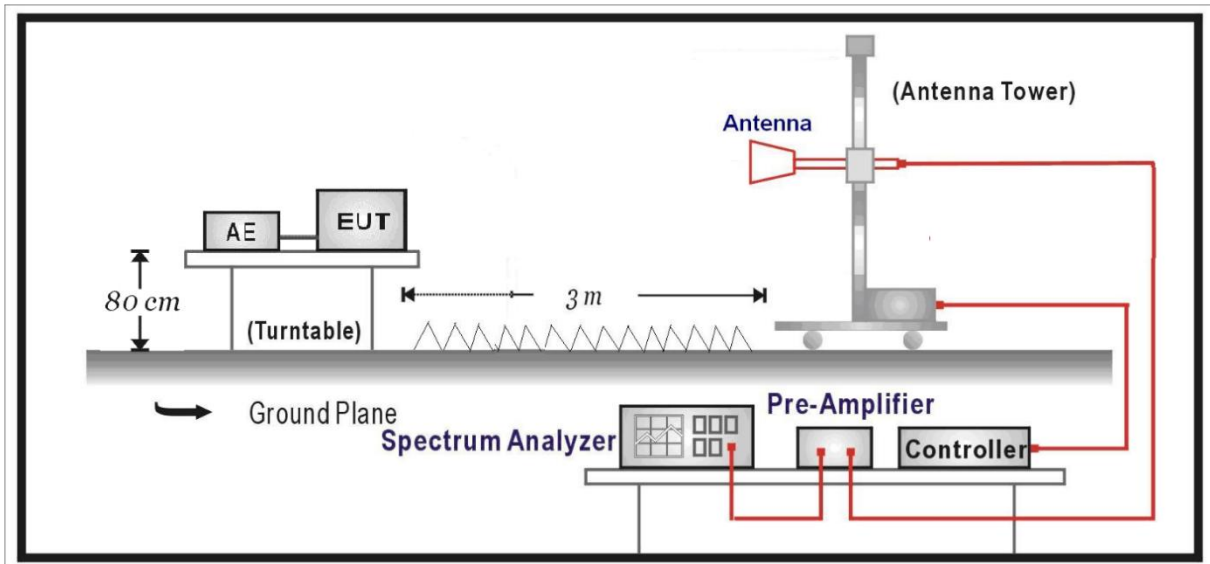 (Antenna Tower)
Antenna
AE
EUT
80 cm
3 m
(Turntable)
Ground Plane
Pre-Amplifier
Spectrum Analyzer
Controller